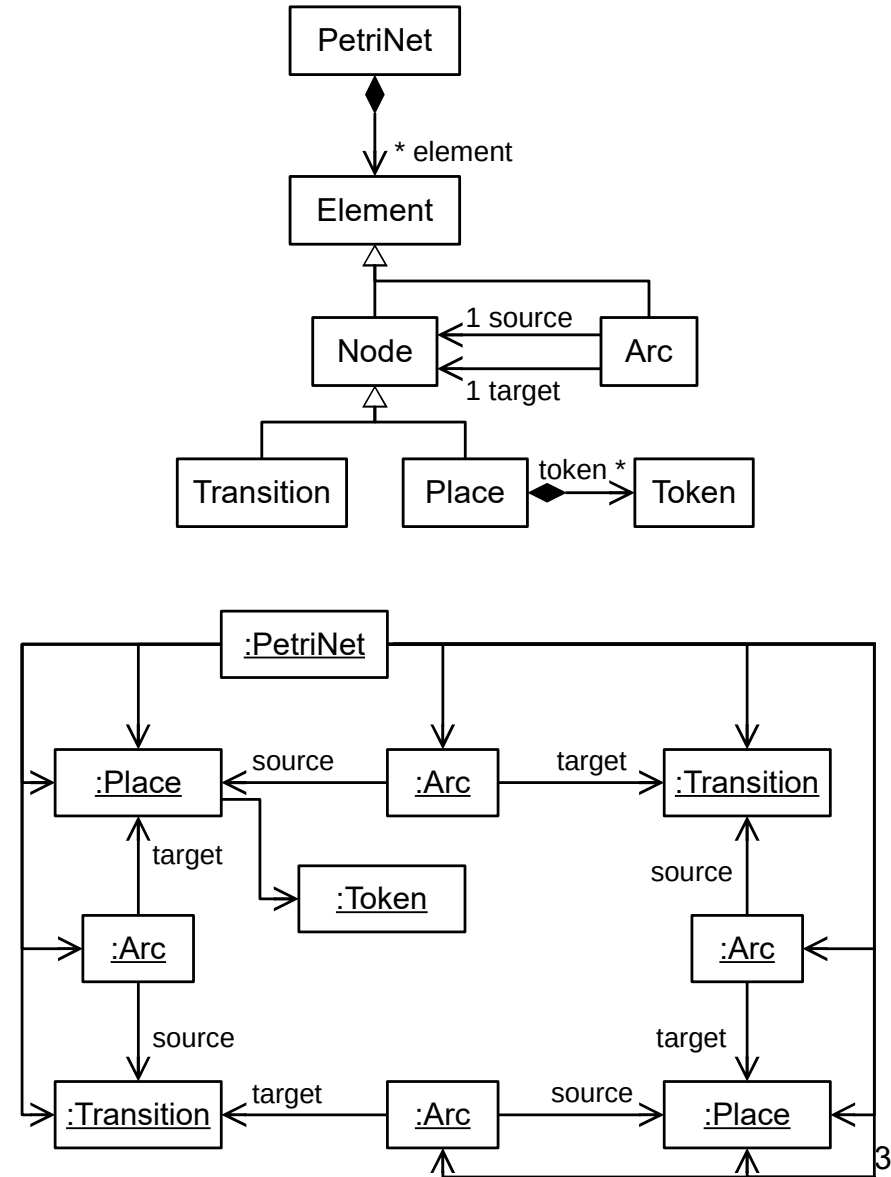 PetriNet
* element
Element
1 source
Node
Arc
1 target
Transition
Place
token *
Token
:PetriNet
:Place
source
:Arc
target
:Transition
target
:Token
source
:Arc
:Arc
source
target
:Transition
target
:Arc
source
:Place
3